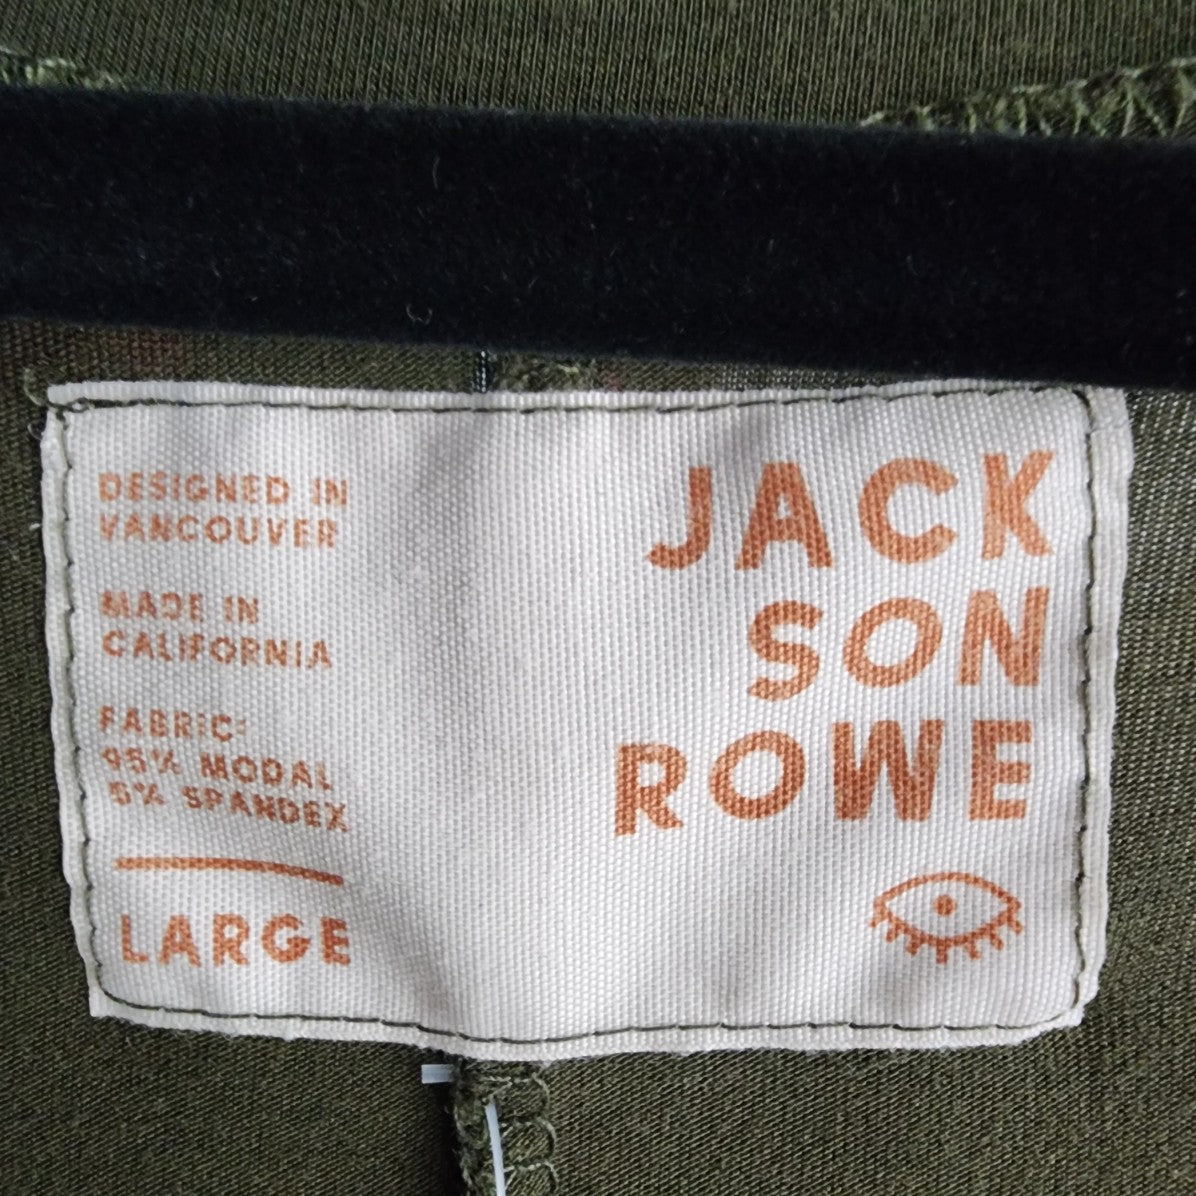 DESIGNED IN
VANCOUVER
MADE IN
CALIFORNIA
FABRIC:
95% MODAL
5% SPANDEX
LARGE
JACK
SON
ROWE